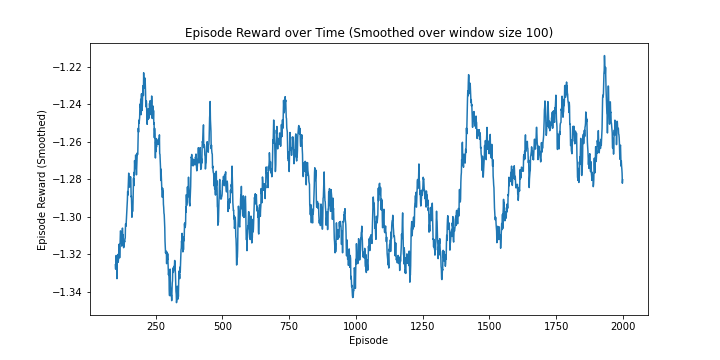 Episode Reward over Time (Smoothed over window size 100)
Episode Reward (Smoothed)
−1.22
−1.24
−1.26
−1.28
−1.30
−1.32
−1.34
250 500 750 1000 1250 1500 1750 2000
Episode